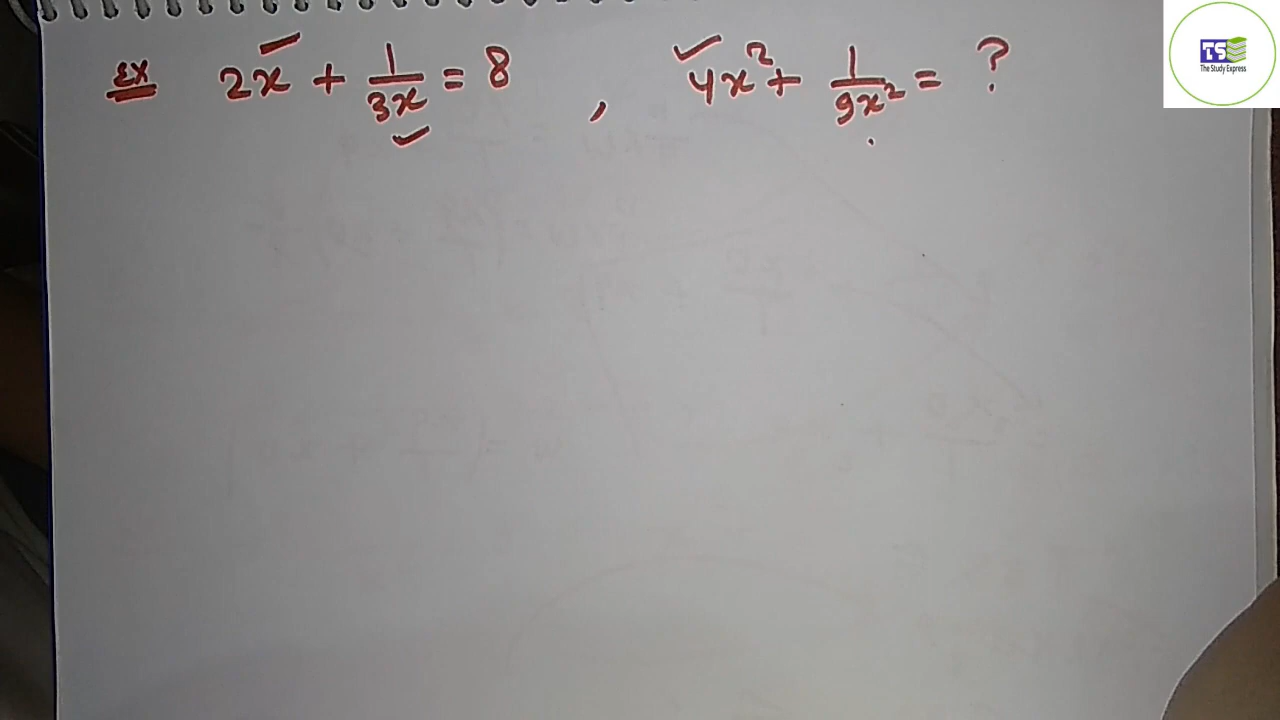 Ex 2x + 1/3x = 8 , 4x² + 1/9x² = ?
TS
The Study Express